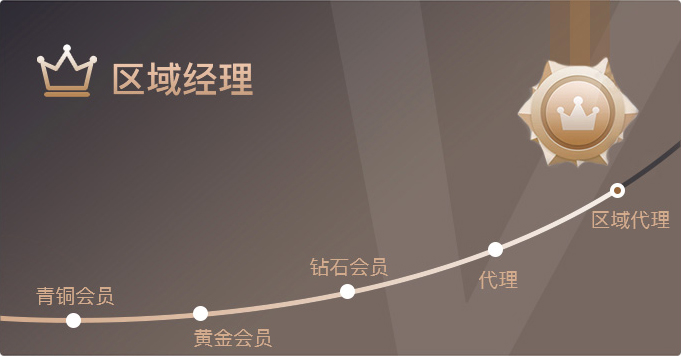 区域经理
青铜会员
黄金会员
钻石会员
代理
区域代理